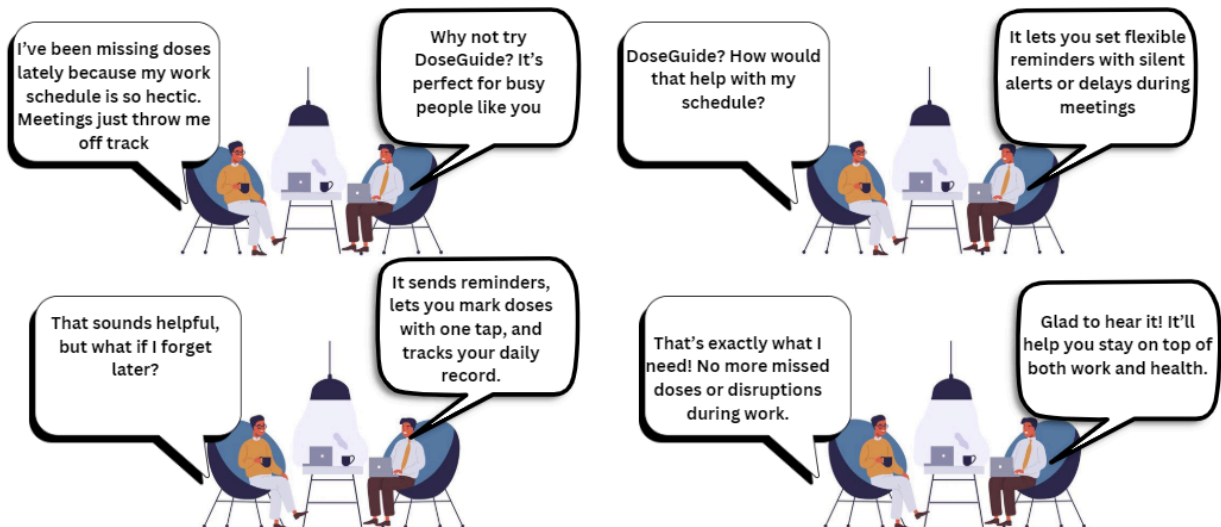 I’ve been missing doses
lately because my work
schedule is so hectic.
Meetings just throw me
off track
Why not try
DoseGuide? It’s
perfect for busy
people like you
DoseGuide? How would
that help with my
schedule?
It lets you set flexible
reminders with silent
alerts or delays during
meetings
That sounds helpful,
but what if I forget
later?
It sends reminders,
lets you mark doses
with one tap, and
tracks your daily
record.
That’s exactly what I
need! No more missed
doses or disruptions
during work.
Glad to hear it! It’ll
help you stay on top of
both work and health.